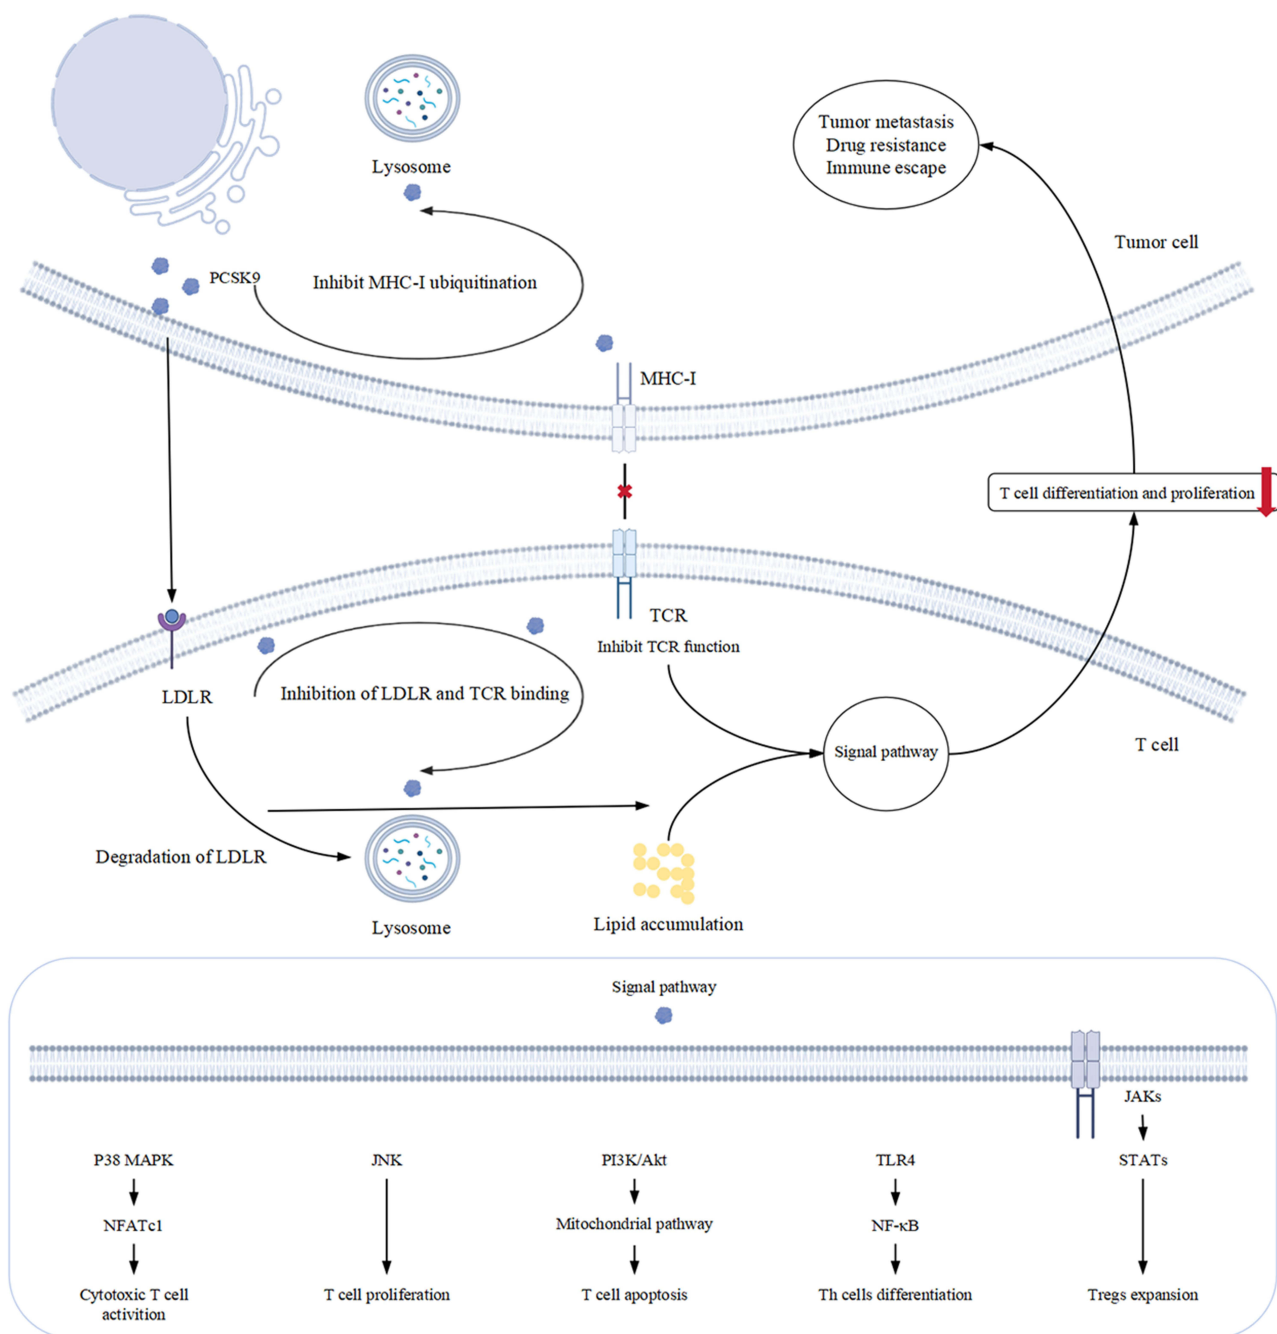 Lysosome
Tumor metastasis
Drug resistance
Immune escape
Tumor cell
PCSK9
Inhibit MHC-I ubiquitination
MHC-I
T cell differentiation and proliferation
TCR
Inhibit TCR function
LDLR
Inhibition of LDLR and TCR binding
Signal pathway
T cell
Degradation of LDLR
Lysosome
Lipid accumulation
Signal pathway
JAKs
P38 MAPK
JNK
PI3K/Akt
TLR4
STATs
NFATc1
Mitochondrial pathway
NF-κB
Cytotoxic T cell
activation
T cell proliferation
T cell apoptosis
Th cells differentiation
Tregs expansion